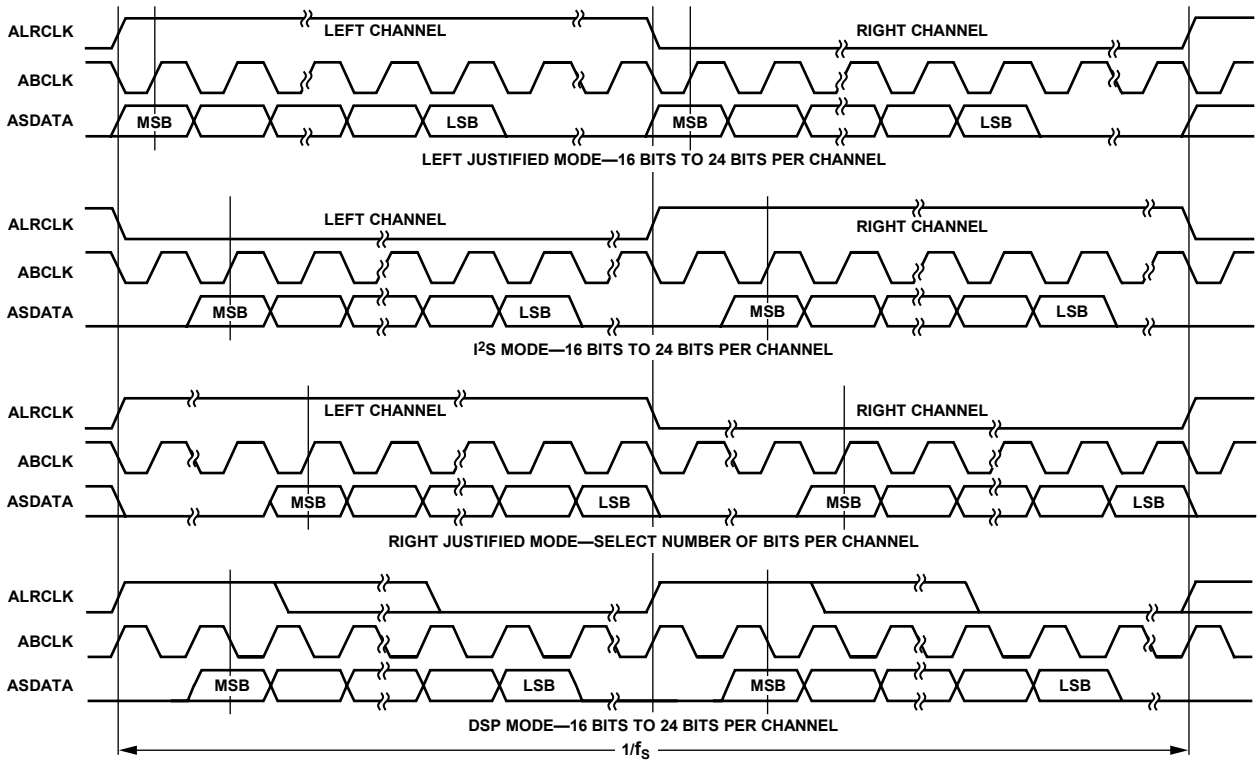 ALRCLK LEFT CHANNEL RIGHT CHANNEL
ABCLK
ASDATA MSB LSB MSB LSB
LEFT JUSTIFIED MODE—16 BITS TO 24 BITS PER CHANNEL
ALRCLK LEFT CHANNEL RIGHT CHANNEL
ABCLK
ASDATA MSB LSB MSB LSB
I²S MODE—16 BITS TO 24 BITS PER CHANNEL
ALRCLK LEFT CHANNEL RIGHT CHANNEL
ABCLK
ASDATA MSB LSB MSB LSB
RIGHT JUSTIFIED MODE—SELECT NUMBER OF BITS PER CHANNEL
ALRCLK
ABCLK
ASDATA MSB LSB MSB LSB
DSP MODE—16 BITS TO 24 BITS PER CHANNEL
1/fS